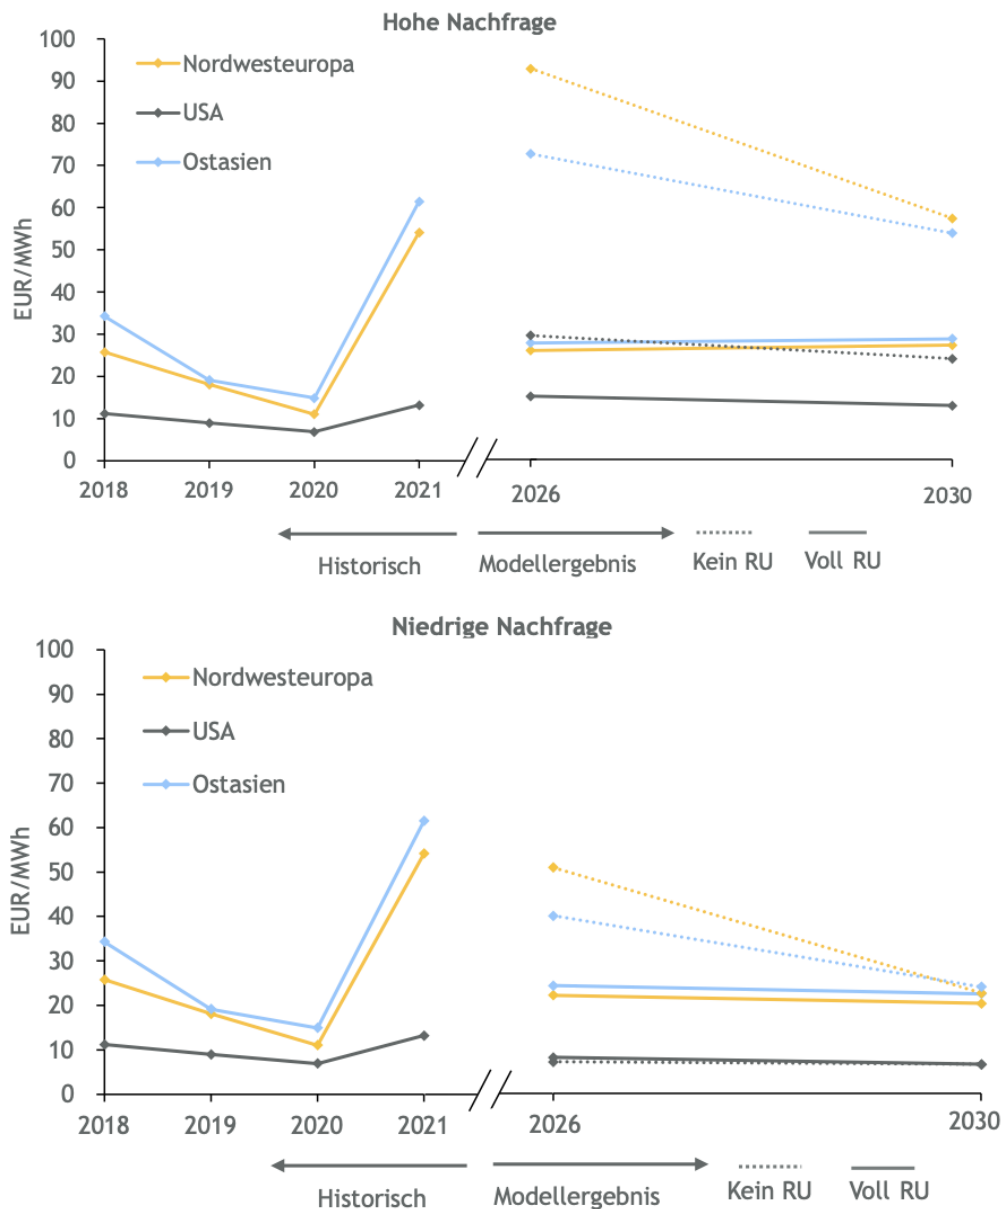 Hohe Nachfrage
100
90
80
70
60
50
40
30
20
10
0
EUR/MWh
Nordwesteuropa
USA
Ostasien
2018 2019 2020 2021 2026 2030
Historisch Modellergebnis Kein RU Voll RU
Niedrige Nachfrage
100
90
80
70
60
50
40
30
20
10
0
EUR/MWh
Nordwesteuropa
USA
Ostasien
2018 2019 2020 2021 2026 2030
Historisch Modellergebnis Kein RU Voll RU